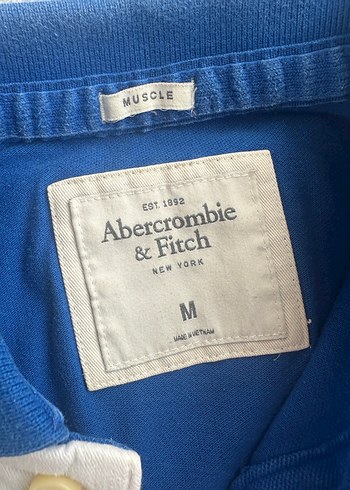 MUSCLE
EST. 1892
Abercrombie
& Fitch
NEW YORK
M
MADE IN VIETNAM